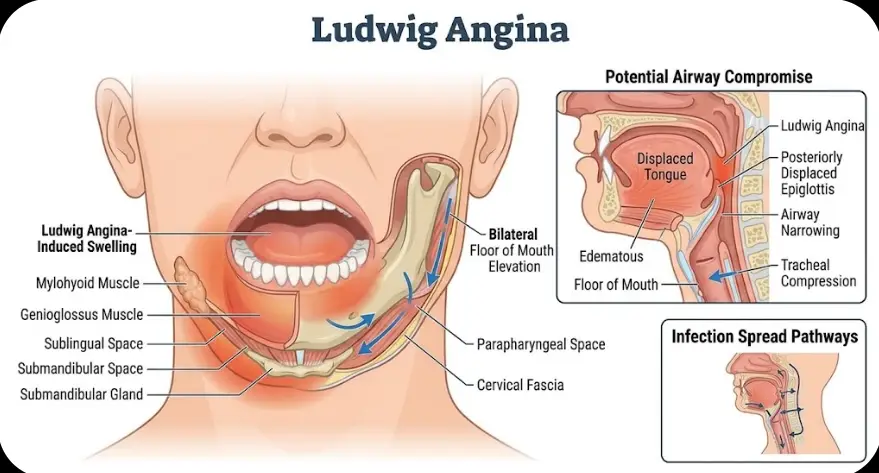 Ludwig Angina
Ludwig Angina-
Induced Swelling
Mylohyoid Muscle
Genioglossus Muscle
Sublingual Space
Submandibular Space
Submandibular Gland
Bilateral
Floor of Mouth
Elevation
Parapharyngeal Space
Cervical Fascia
Potential Airway Compromise
Displaced
Tongue
Edematous
Floor of Mouth
Ludwig Angina
Posteriorly
Displaced
Epiglottis
Airway
Narrowing
Tracheal
Compression
Infection Spread Pathways